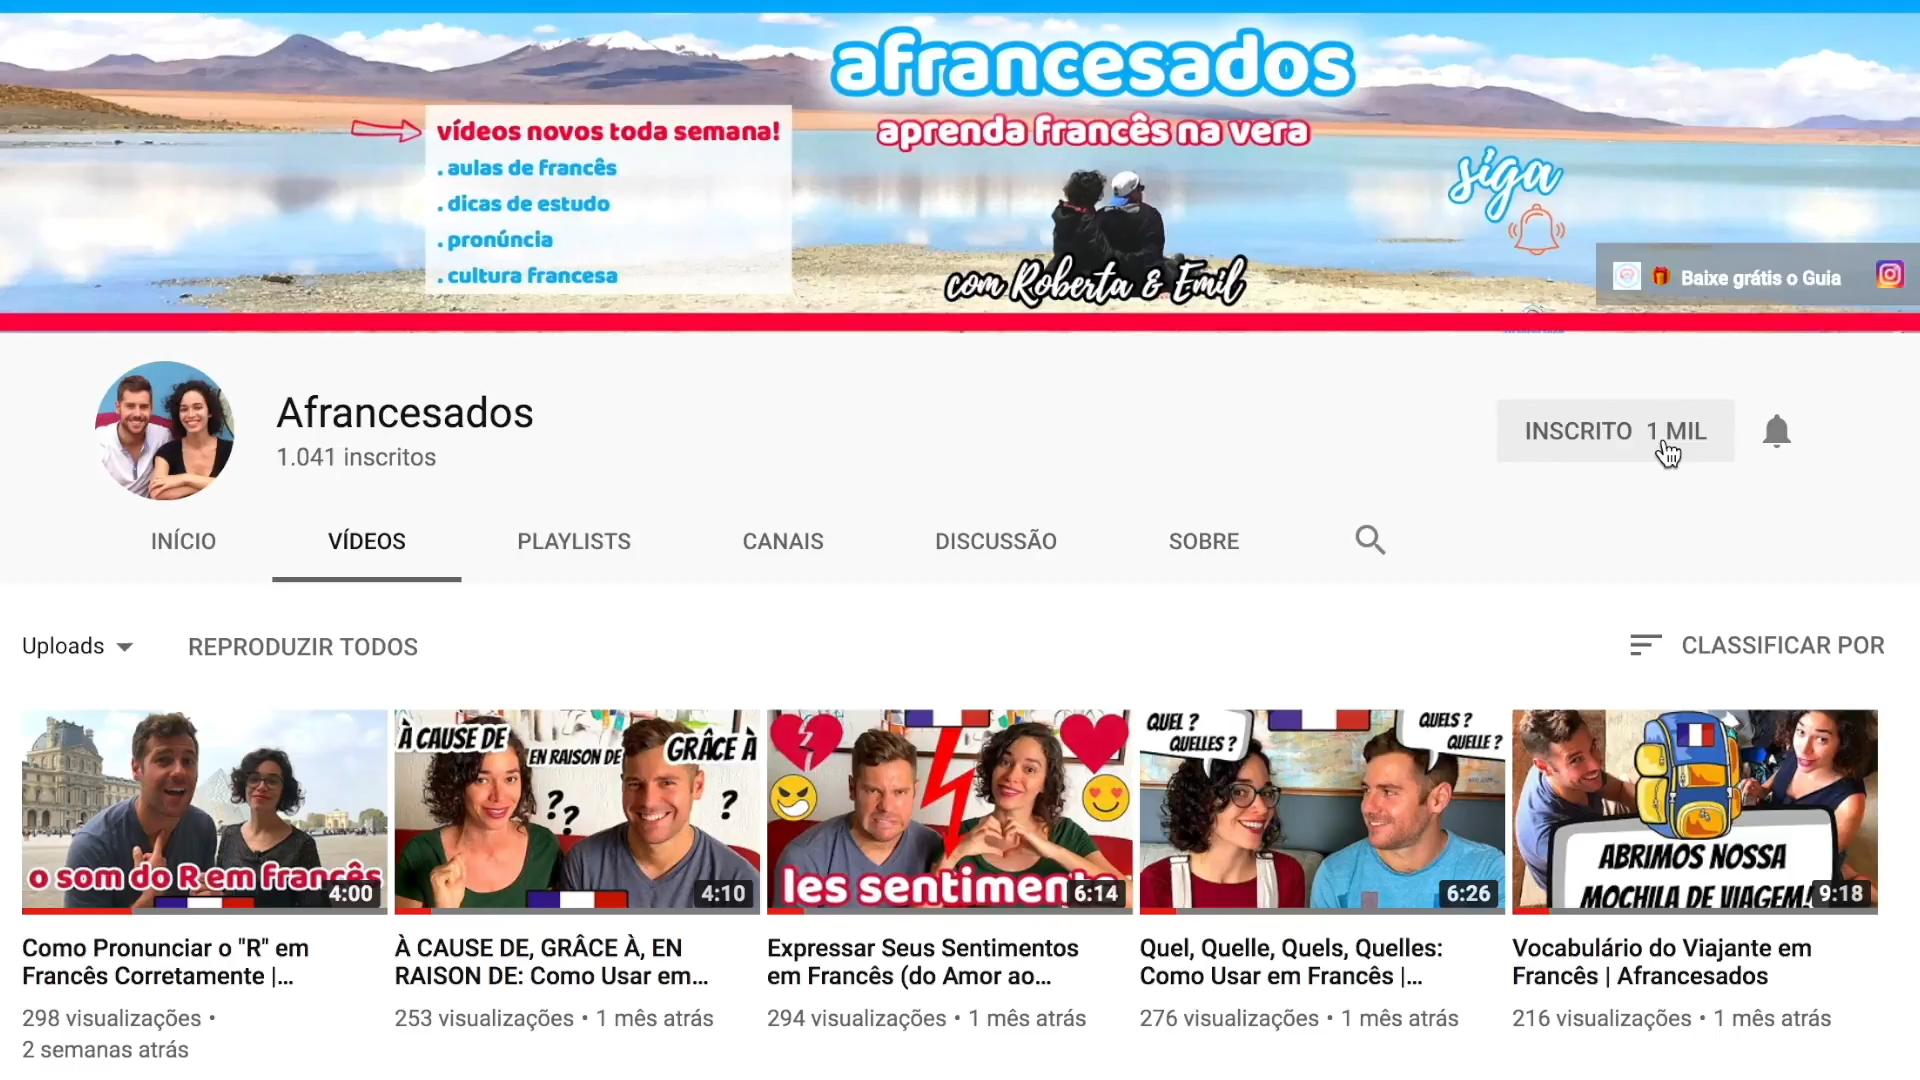 afrancesados
aprenda francês na vera
vídeos novos toda semana!
. aulas de francês
. dicas de estudo
. pronúncia
. cultura francesa
siga
com Roberta & Emil
Baixe grátis o Guia
Afrancesados
1.041 inscritos
INSCRITO 1 MIL
INÍCIO
VÍDEOS
PLAYLISTS
CANAIS
DISCUSSÃO
SOBRE
Uploads
REPRODUZIR TODOS
CLASSIFICAR POR
o som do R em francês
4:00
À CAUSE DE
EN RAISON DE
GRÂCE À
??
?
4:10
les sentiment
6:14
QUEL ?
QUELLES ?
QUELS ?
QUELLE ?
6:26
ABRIMOS NOSSA
MOCHILA DE VIAGEM!
9:18
Como Pronunciar o "R" em
Francês Corretamente |...
298 visualizações •
2 semanas atrás
À CAUSE DE, GRÂCE À, EN
RAISON DE: Como Usar em...
253 visualizações • 1 mês atrás
Expressar Seus Sentimentos
em Francês (do Amor ao...
294 visualizações • 1 mês atrás
Quel, Quelle, Quels, Quelles:
Como Usar em Francês |...
276 visualizações • 1 mês atrás
Vocabulário do Viajante em
Francês | Afrancesados
216 visualizações • 1 mês atrás